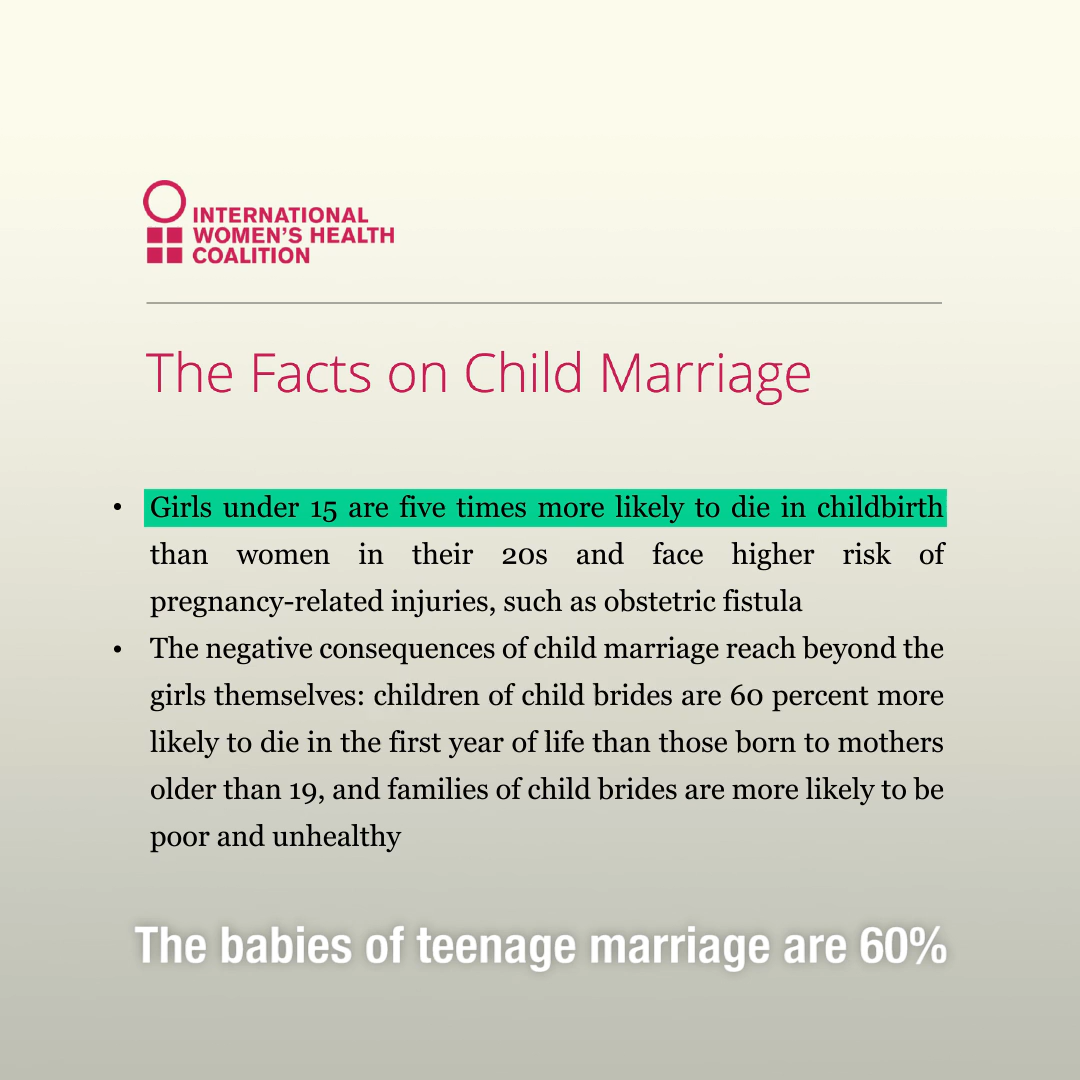 INTERNATIONAL
WOMEN'S HEALTH
COALITION
The Facts on Child Marriage
• Girls under 15 are five times more likely to die in childbirth
than women in their 20s and face higher risk of
pregnancy-related injuries, such as obstetric fistula
• The negative consequences of child marriage reach beyond the
girls themselves: children of child brides are 60 percent more
likely to die in the first year of life than those born to mothers
older than 19, and families of child brides are more likely to be
poor and unhealthy
The babies of teenage marriage are 60%